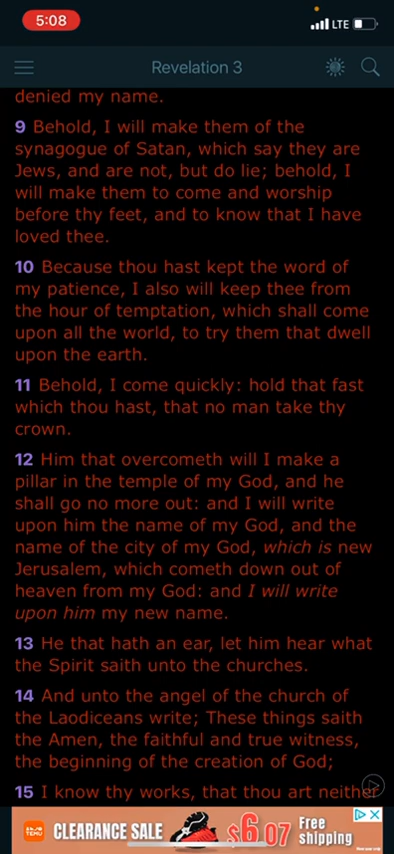 5:08
LTE
Revelation 3
denied my name.
9 Behold, I will make them of the
synagogue of Satan, which say they are
Jews, and are not, but do lie; behold, I
will make them to come and worship
before thy feet, and to know that I have
loved thee.
10 Because thou hast kept the word of
my patience, I also will keep thee from
the hour of temptation, which shall come
upon all the world, to try them that dwell
upon the earth.
11 Behold, I come quickly: hold that fast
which thou hast, that no man take thy
crown.
12 Him that overcometh will I make a
pillar in the temple of my God, and he
shall go no more out: and I will write
upon him the name of my God, and the
name of the city of my God, which is new
Jerusalem, which cometh down out of
heaven from my God: and I will write
upon him my new name.
13 He that hath an ear, let him hear what
the Spirit saith unto the churches.
14 And unto the angel of the church of
the Laodiceans write; These things saith
the Amen, the faithful and true witness,
the beginning of the creation of God;
15 I know thy works, that thou art neither
CLEARANCE SALE $6.07 Free
shipping